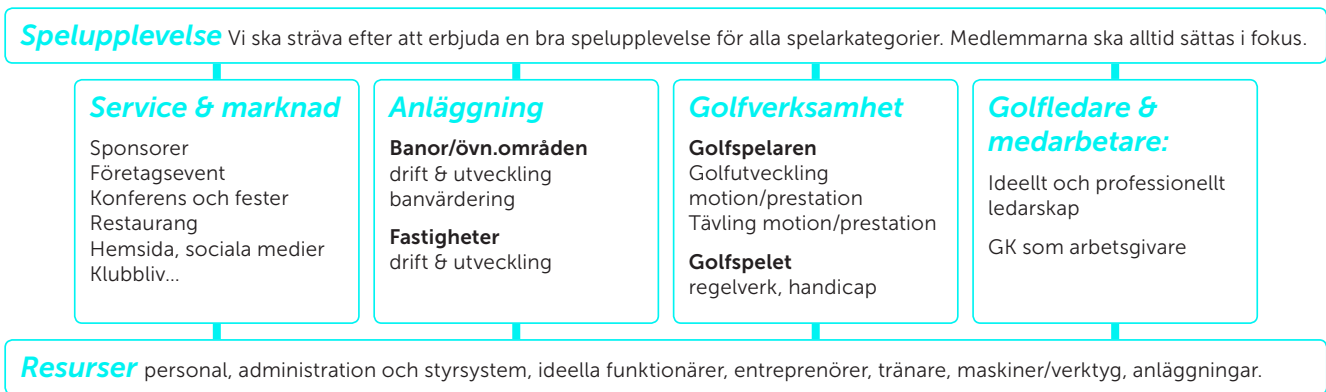 Spelupplevelse Vi ska sträva efter att erbjuda en bra spelupplevelse för alla spelarkategorier. Medlemmarna ska alltid sättas i fokus.
Service & marknad
Sponsorer
Företagsevent
Konferens och fester
Restaurang
Hemsida, sociala medier
Klubbliv...
Anläggning
Banor/övn.områden
drift & utveckling
banvärdering
Fastigheter
drift & utveckling
Golfverksamhet
Golfspelaren
Golfutveckling
motion/prestation
Tävling motion/prestation
Golfspelet
regelverk, handicap
Golfledare &
medarbetare:
Ideellt och professionellt
ledarskap
GK som arbetsgivare
Resurser personal, administration och styrsystem, ideella funktionärer, entreprenörer, tränare, maskiner/verktyg, anläggningar.